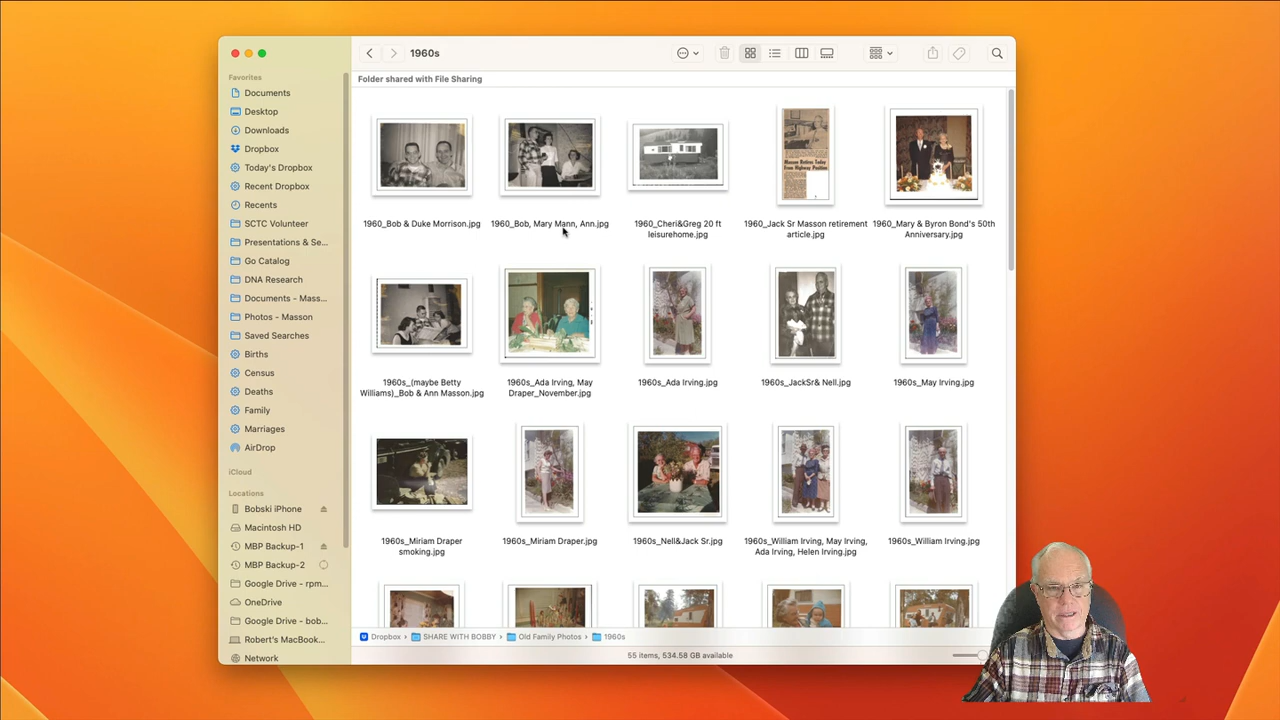 1960s
Folder shared with File Sharing
Favorites
Documents
Desktop
Downloads
Dropbox
Today's Dropbox
Recent Dropbox
Recents
SCTC Volunteer
Presentations & Se...
Go Catalog
DNA Research
Documents - Mass...
Photos - Masson
Saved Searches
Births
Census
Deaths
Family
Marriages
AirDrop
iCloud
Locations
Bobski iPhone
Macintosh HD
MBP Backup-1
MBP Backup-2
Google Drive - rpm...
OneDrive
Google Drive - bob...
Robert's MacBook...
Network
Masson Retires Today
From Highway Position
1960_Bob & Duke Morrison.jpg
1960_Bob, Mary Mann, Ann.jpg
1960_Cheri&Greg 20 ft
leisurehome.jpg
1960_Jack Sr Masson retirement
article.jpg
1960_Mary & Byron Bond's 50th
Anniversary.jpg
1960s_(maybe Betty
Williams)_Bob & Ann Masson.jpg
1960s_Ada Irving, May
Draper_November.jpg
1960s_Ada Irving.jpg
1960s_JackSr& Nell.jpg
1960s_May Irving.jpg
1960s_Miriam Draper
smoking.jpg
1960s_Miriam Draper.jpg
1960s_Nell&Jack Sr.jpg
1960s_William Irving, May Irving,
Ada Irving, Helen Irving.jpg
1960s_William Irving.jpg
Dropbox › SHARE WITH BOBBY › Old Family Photos › 1960s
55 items, 534.58 GB available